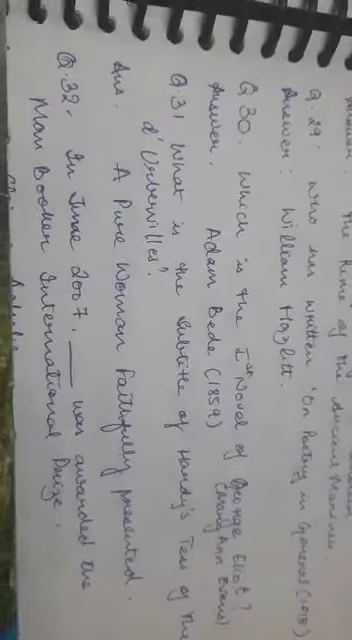 Answer. The Rime of the Ancient Mariner
Q.29: Who has written 'On Poetry in General (1818)
Answer: William Hazlitt.
Q.30. Which is the Ist Novel of George Eliot?
(Mary Ann Evans)
Answer. Adam Bede (1859)
Q.31 What is the Subtitle of Hardy's Tess of the
d'Urbervilles'?
Ans. A Pure Woman Faithfully presented.
Q.32. In June 2007, ___ was awarded the
Man Booker International Prize.